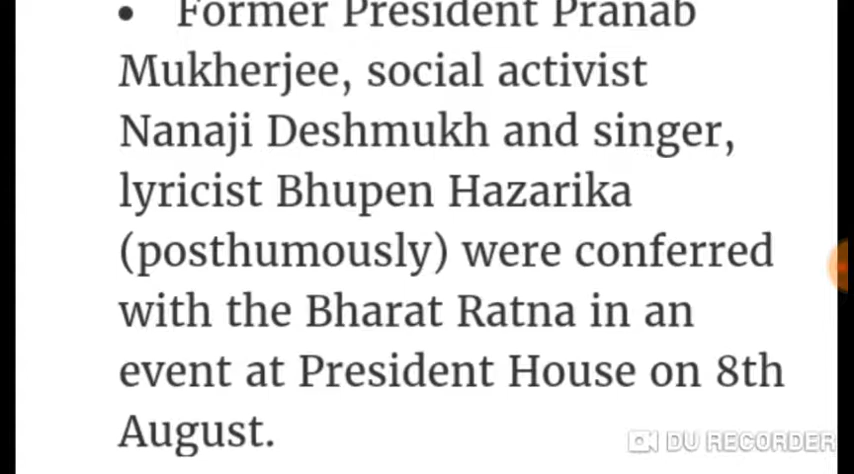 • Former President Pranab
Mukherjee, social activist
Nanaji Deshmukh and singer,
lyricist Bhupen Hazarika
(posthumously) were conferred
with the Bharat Ratna in an
event at President House on 8th
August.
DU RECORDER